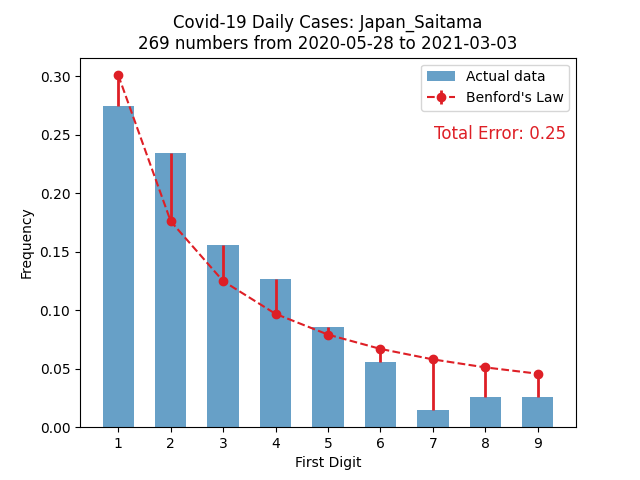 Covid-19 Daily Cases: Japan_Saitama
269 numbers from 2020-05-28 to 2021-03-03
Actual data
Benford's Law
Total Error: 0.25
Frequency
0.30
0.25
0.20
0.15
0.10
0.05
0.00
1 2 3 4 5 6 7 8 9
First Digit